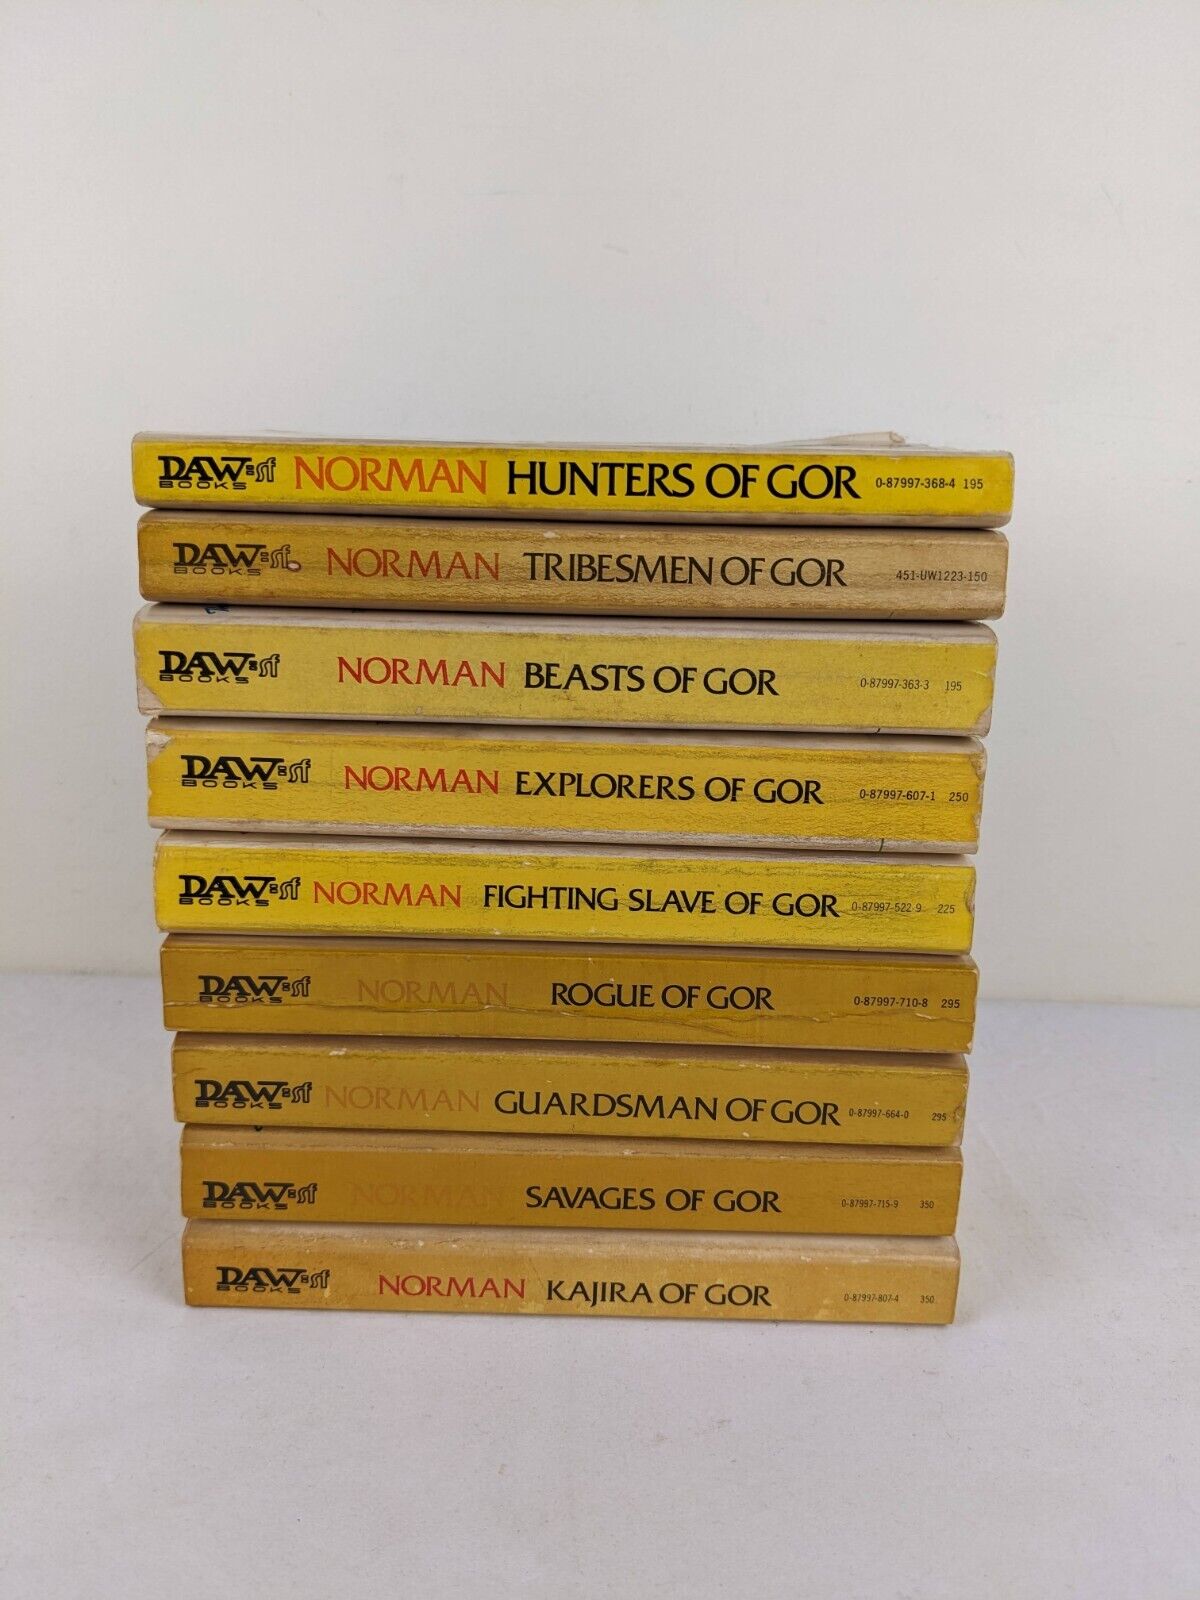 DAW=sf BOOKS NORMAN HUNTERS OF GOR 0-87997-368-4 195
DAW=sf BOOKS NORMAN TRIBESMEN OF GOR 451-UW1223-150
DAW=sf BOOKS NORMAN BEASTS OF GOR 0-87997-363-3 195
DAW=sf BOOKS NORMAN EXPLORERS OF GOR 0-87997-607-1 250
DAW=sf BOOKS NORMAN FIGHTING SLAVE OF GOR 0-87997-522-9 225
DAW=sf BOOKS NORMAN ROGUE OF GOR 0-87997-710-8 295
DAW=sf BOOKS NORMAN GUARDSMAN OF GOR 0-87997-664-0 295
DAW=sf BOOKS NORMAN SAVAGES OF GOR 0-87997-715-9 350
DAW=sf BOOKS NORMAN KAJIRA OF GOR 0-87997-807-4 350